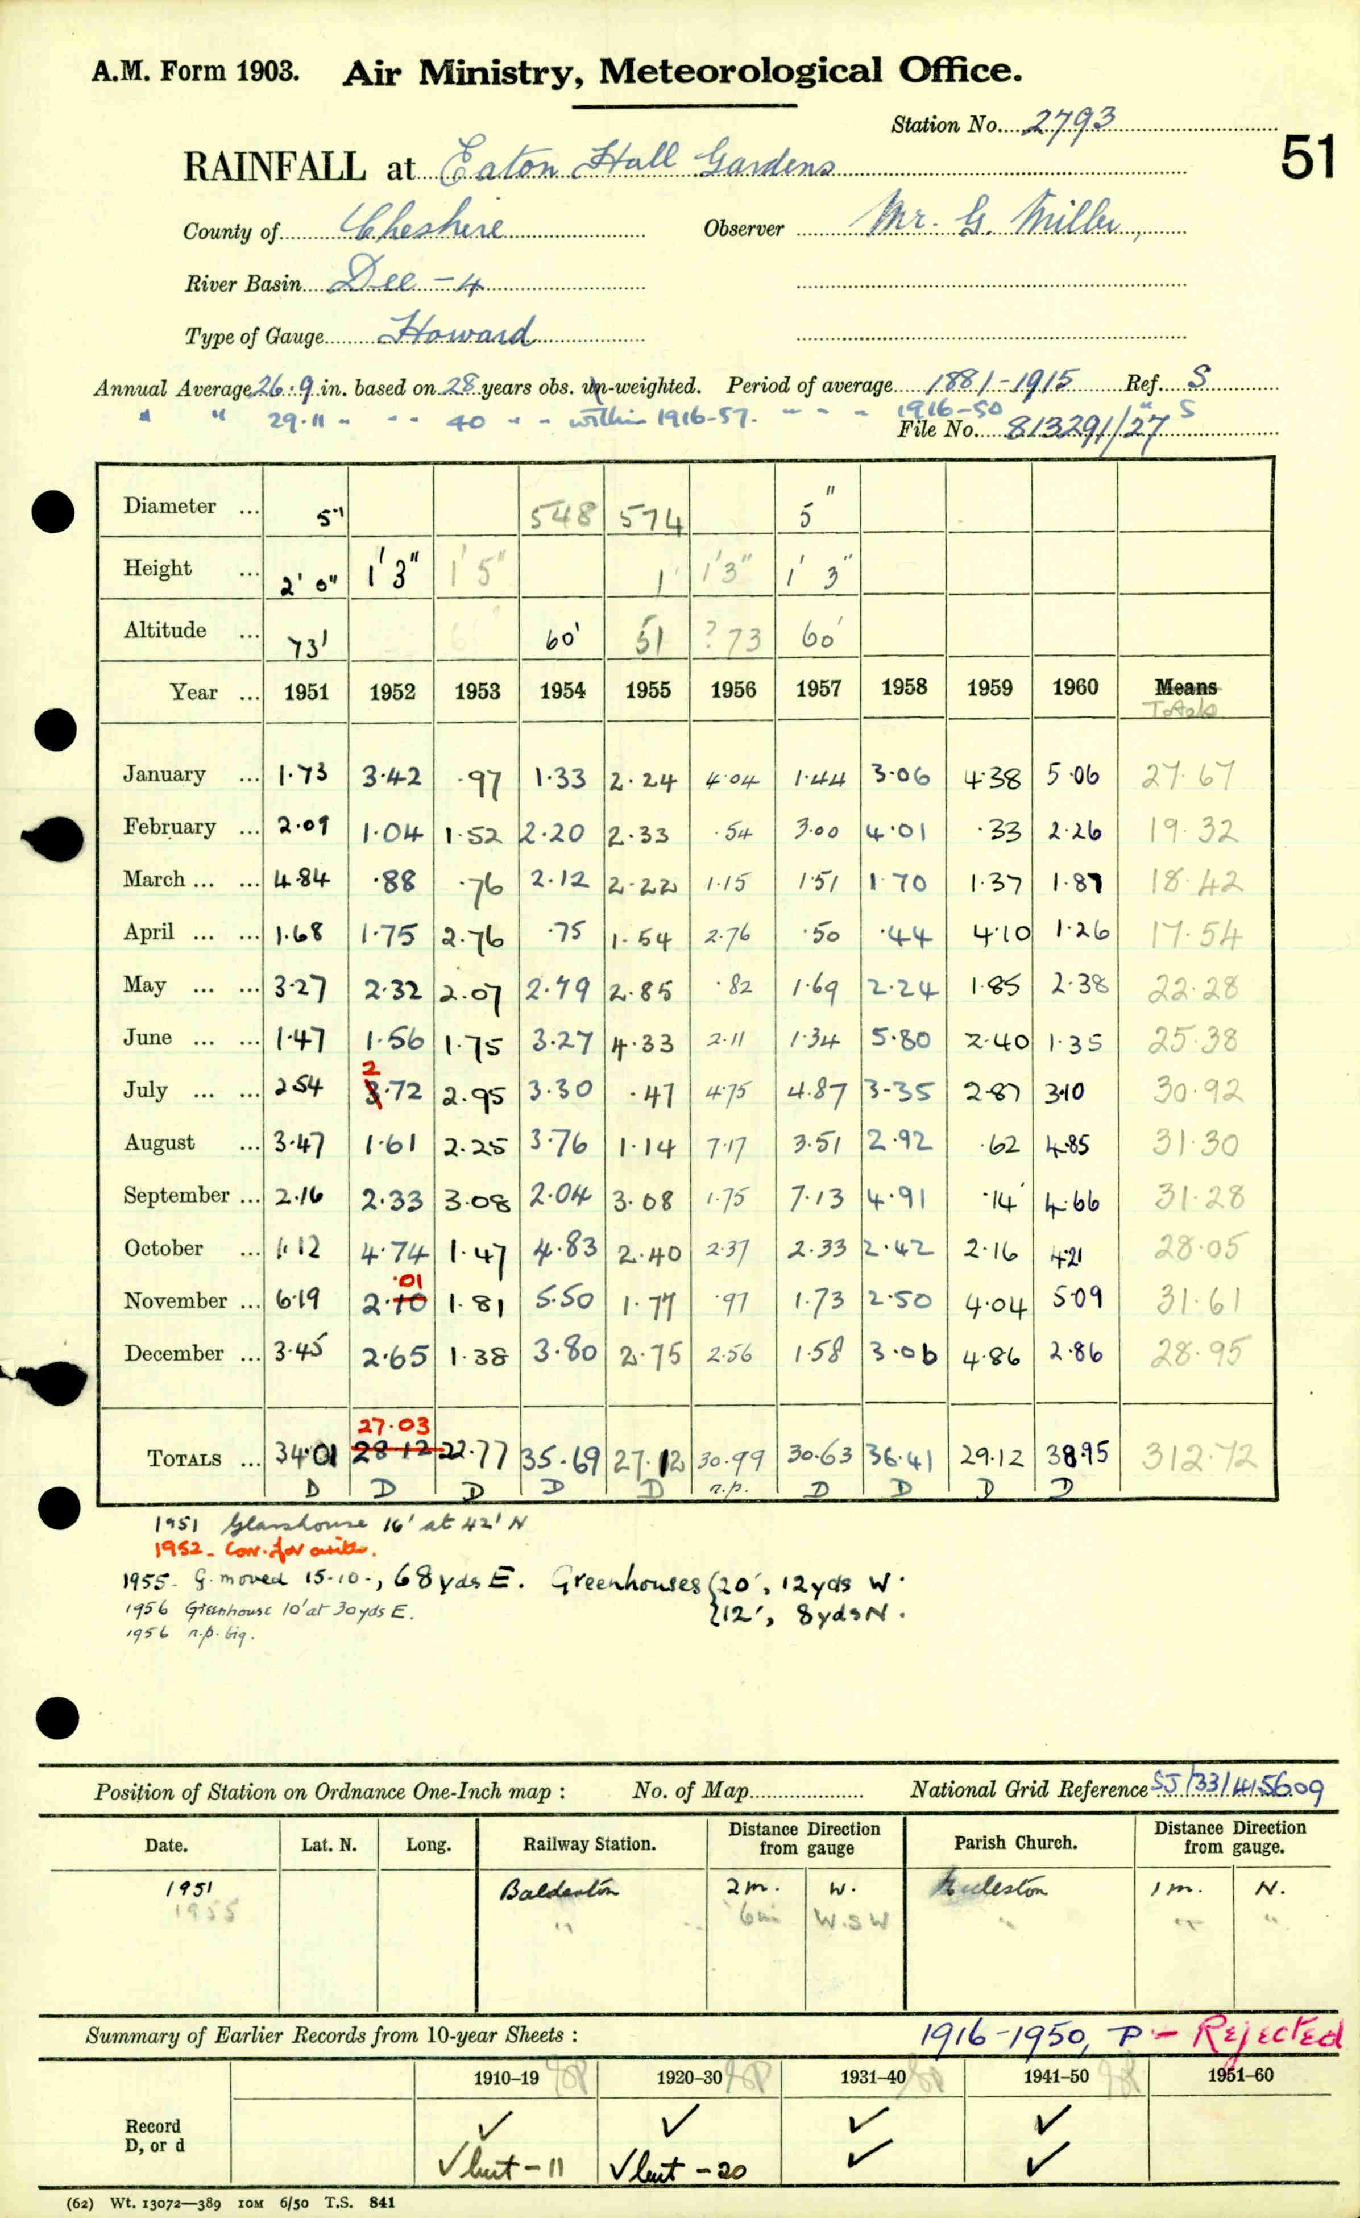 A.M. Form 1903. Air Ministry, Meteorological Office.
Station No. 2793
51
RAINFALL at Eaton Hall Gardens
County of Cheshire Observer Mr. G. Miller,
River Basin Dee - 4
Type of Gauge Howard
Annual Average 26.9 in. based on 28 years obs. un-weighted. Period of average 1881-1915 Ref. S
" " 29.11 " " " 40 " " within 1916-57. " " " 1916-50 " S
File No. 813291/27
Diameter ... 5" 548 574 5"
Height ... 2' 0" 1' 3" 1' 5" 1' 1' 3" 1' 3"
Altitude ... 73' 60' 51 ? 73 60'
Year ... 1951 1952 1953 1954 1955 1956 1957 1958 1959 1960 Means
Totals
January ... 1.73 3.42 .97 1.33 2.24 4.04 1.44 3.06 4.38 5.06 27.67
February ... 2.09 1.04 1.52 2.20 2.33 .54 3.00 4.01 .33 2.26 19.32
March ... ... 4.84 .88 .76 2.12 2.22 1.15 1.51 1.70 1.37 1.87 18.42
April ... ... 1.68 1.75 2.76 .75 1.54 2.76 .50 .44 4.10 1.26 17.54
May ... ... 3.27 2.32 2.07 2.79 2.85 .82 1.69 2.24 1.85 2.38 22.28
June ... ... 1.47 1.56 1.75 3.27 4.33 2.11 1.34 5.80 2.40 1.35 25.38
2
July ... ... 2.54 3.72 2.95 3.30 .47 4.75 4.87 3.35 2.87 3.10 30.92
August ... 3.47 1.61 2.25 3.76 1.14 7.17 3.51 2.92 .62 4.85 31.30
September ... 2.16 2.33 3.08 2.04 3.08 1.75 7.13 4.91 .14 4.66 31.28
October ... 1.12 4.74 1.47 4.83 2.40 2.37 2.33 2.42 2.16 4.21 28.05
.01
November ... 6.19 2.10 1.81 5.50 1.77 .97 1.73 2.50 4.04 5.09 31.61
December ... 3.45 2.65 1.38 3.80 2.75 2.56 1.58 3.06 4.86 2.86 28.95
27.03
TOTALS ... 34.01 28.12 22.77 35.69 27.12 30.99 30.63 36.41 29.12 38.95 312.72
D D D D D n.p. D D D D
1951 Glasshouse 16' at 42' N
1952 - Corr. for arith.
1955 - G. moved 15-10-, 68 yds E. Greenhouses {20', 12 yds W.
1956 Greenhouse 10' at 30 yds E. {12', 8 yds N.
1956 n.p. big.
Position of Station on Ordnance One-Inch map : No. of Map National Grid Reference SJ/33/415609
Date. Lat. N. Long. Railway Station. Distance from Direction gauge Parish Church. Distance from Direction gauge.
1951 Balderton 2 m. W. Eccleston 1 m. N.
1955 " " 6m W.S.W " " "
Summary of Earlier Records from 10-year Sheets : 1916-1950, P - Rejected
1910-19 1920-30 1931-40 1941-50 1951-60
Record ✓ ✓ ✓ ✓
D, or d ✓ but - 11 ✓ but - 20 ✓ ✓
(62) Wt. 13072—389 10M 6/50 T.S. 841